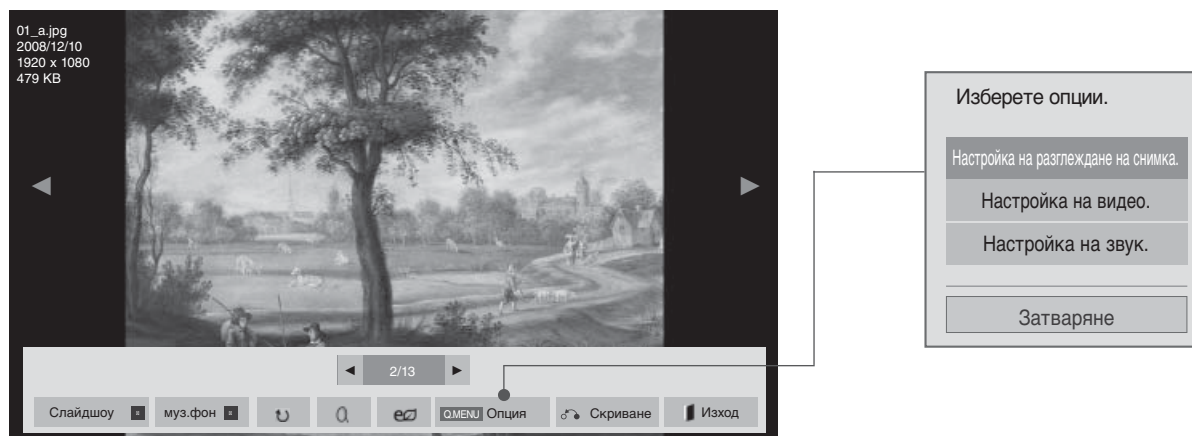 01_a.jpg
2008/12/10
1920 x 1080
479 KB
◄ 2/13 ►
Слайдшоу муз.фон Q.MENU Опция Скриване Изход
Изберете опции.
Настройка на разглеждане на снимка.
Настройка на видео.
Настройка на звук.
Затваряне